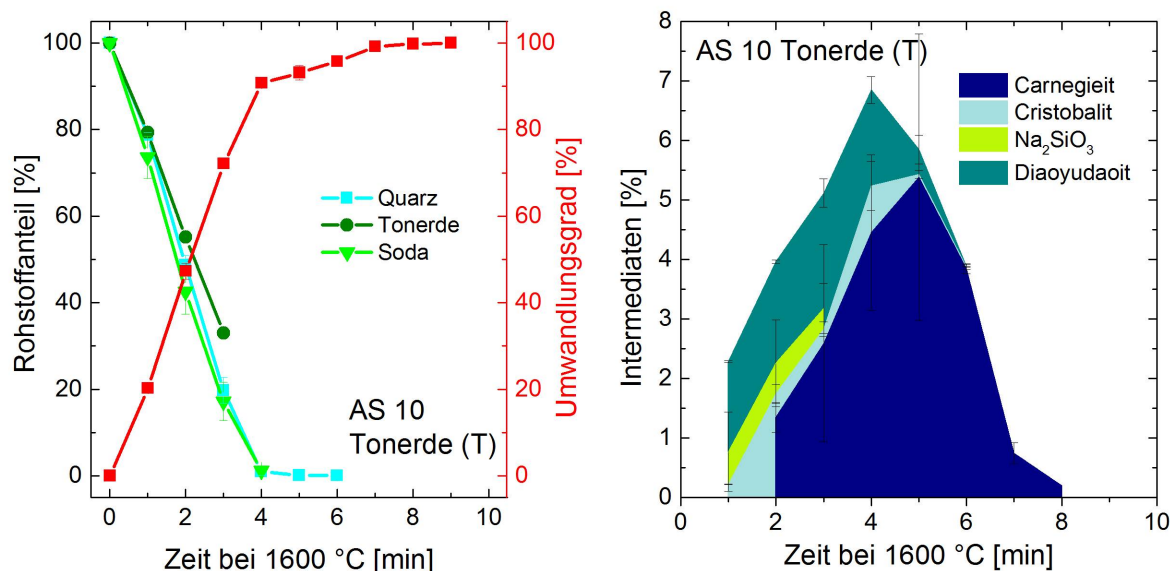 100
80
60
40
20
0
Rohstoffanteil [%]
Quarz
Tonerde
Soda
AS 10
Tonerde (T)
100
80
60
40
20
0
Umwandlungsgrad [%]
0 2 4 6 8 10
Zeit bei 1600 °C [min]
8
7
6
5
4
3
2
1
0
Intermediaten [%]
AS 10 Tonerde (T)
Carnegieit
Cristobalit
Na₂SiO₃
Diaoyudaoit
0 2 4 6 8 10
Zeit bei 1600 °C [min]